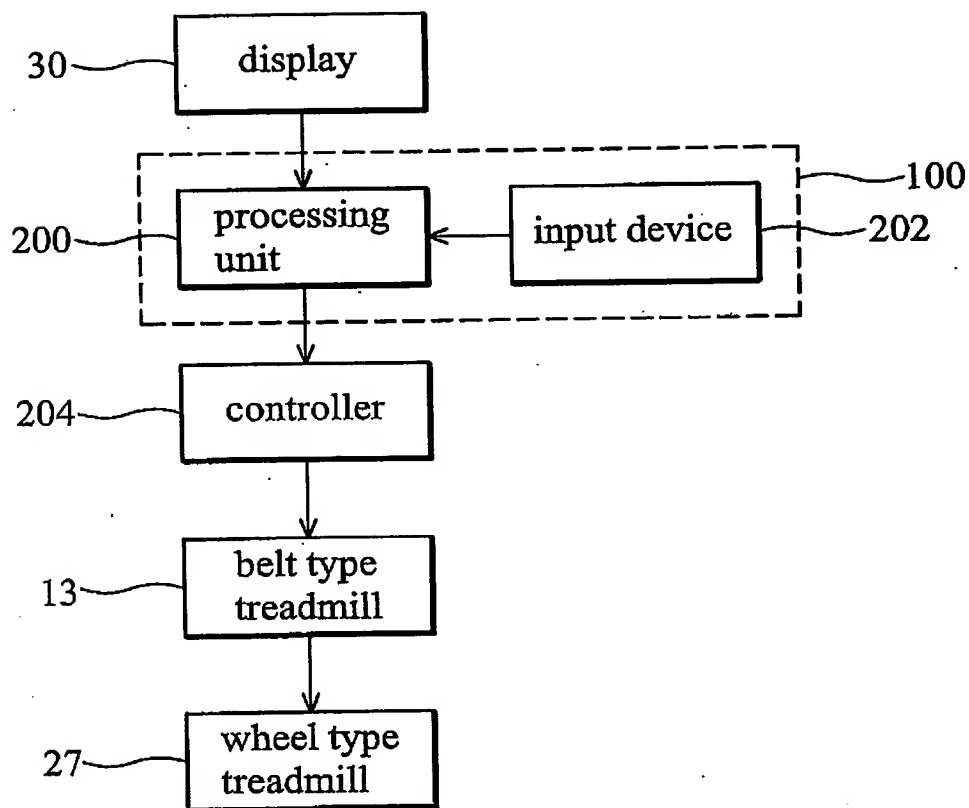 30
display
100
200
processing
unit
input device
202
204
controller
13
belt type
treadmill
27
wheel type
treadmill